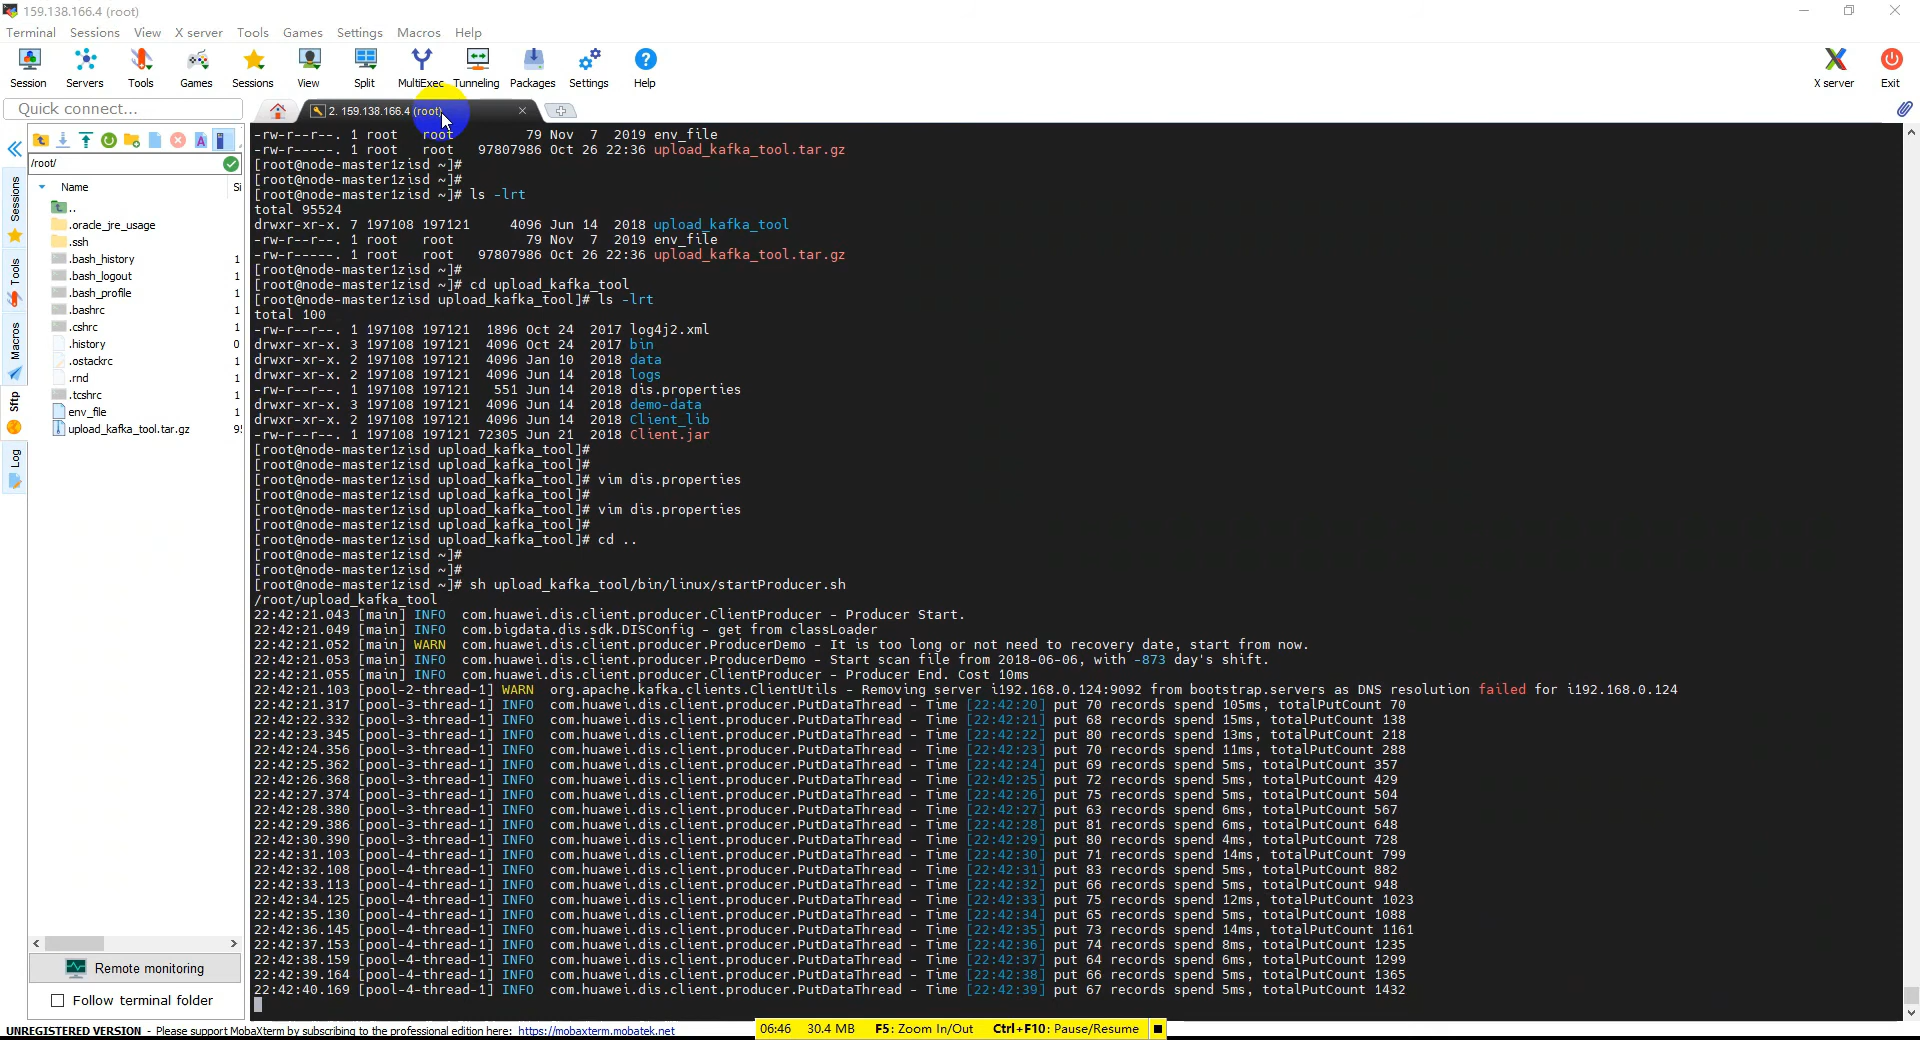 159.138.166.4 (root)
Terminal Sessions View X server Tools Games Settings Macros Help
Session Servers Tools Games Sessions View Split MultiExec Tunneling Packages Settings Help X server Exit
Quick connect...
2. 159.138.166.4 (root)
/root/
Name Si
..
.oracle_jre_usage
.ssh
.bash_history 1
.bash_logout 1
.bash_profile 1
.bashrc 1
.cshrc 1
.history 0
.ostackrc 1
.rnd 1
.tcshrc 1
env_file 1
upload_kafka_tool.tar.gz 95
Sessions
Tools
Macros
Sftp
Log
Remote monitoring
Follow terminal folder
-rw-r--r--. 1 root root 79 Nov 7 2019 env_file
-rw-r-----. 1 root root 97807986 Oct 26 22:36 upload_kafka_tool.tar.gz
[root@node-master1zisd ~]#
[root@node-master1zisd ~]#
[root@node-master1zisd ~]# ls -lrt
total 95524
drwxr-xr-x. 7 197108 197121 4096 Jun 14 2018 upload_kafka_tool
-rw-r--r--. 1 root root 79 Nov 7 2019 env_file
-rw-r-----. 1 root root 97807986 Oct 26 22:36 upload_kafka_tool.tar.gz
[root@node-master1zisd ~]#
[root@node-master1zisd ~]# cd upload_kafka_tool
[root@node-master1zisd upload_kafka_tool]# ls -lrt
total 100
-rw-r--r--. 1 197108 197121 1896 Oct 24 2017 log4j2.xml
drwxr-xr-x. 3 197108 197121 4096 Oct 24 2017 bin
drwxr-xr-x. 2 197108 197121 4096 Jan 10 2018 data
drwxr-xr-x. 2 197108 197121 4096 Jun 14 2018 logs
-rw-r--r--. 1 197108 197121 551 Jun 14 2018 dis.properties
drwxr-xr-x. 3 197108 197121 4096 Jun 14 2018 demo-data
drwxr-xr-x. 2 197108 197121 4096 Jun 14 2018 Client_lib
-rw-r--r--. 1 197108 197121 72305 Jun 21 2018 Client.jar
[root@node-master1zisd upload_kafka_tool]#
[root@node-master1zisd upload_kafka_tool]#
[root@node-master1zisd upload_kafka_tool]# vim dis.properties
[root@node-master1zisd upload_kafka_tool]#
[root@node-master1zisd upload_kafka_tool]# vim dis.properties
[root@node-master1zisd upload_kafka_tool]#
[root@node-master1zisd upload_kafka_tool]# cd ..
[root@node-master1zisd ~]#
[root@node-master1zisd ~]#
[root@node-master1zisd ~]# sh upload_kafka_tool/bin/linux/startProducer.sh
/root/upload_kafka_tool
22:42:21.043 [main] INFO com.huawei.dis.client.producer.ClientProducer - Producer Start.
22:42:21.049 [main] INFO com.bigdata.dis.sdk.DISConfig - get from classLoader
22:42:21.052 [main] WARN com.huawei.dis.client.producer.ProducerDemo - It is too long or not need to recovery date, start from now.
22:42:21.053 [main] INFO com.huawei.dis.client.producer.ProducerDemo - Start scan file from 2018-06-06, with -873 day's shift.
22:42:21.055 [main] INFO com.huawei.dis.client.producer.ClientProducer - Producer End. Cost 10ms
22:42:21.103 [pool-2-thread-1] WARN org.apache.kafka.clients.ClientUtils - Removing server i192.168.0.124:9092 from bootstrap.servers as DNS resolution failed for i192.168.0.124
22:42:21.317 [pool-3-thread-1] INFO com.huawei.dis.client.producer.PutDataThread - Time [22:42:20] put 70 records spend 105ms, totalPutCount 70
22:42:22.332 [pool-3-thread-1] INFO com.huawei.dis.client.producer.PutDataThread - Time [22:42:21] put 68 records spend 15ms, totalPutCount 138
22:42:23.345 [pool-3-thread-1] INFO com.huawei.dis.client.producer.PutDataThread - Time [22:42:22] put 80 records spend 13ms, totalPutCount 218
22:42:24.356 [pool-3-thread-1] INFO com.huawei.dis.client.producer.PutDataThread - Time [22:42:23] put 70 records spend 11ms, totalPutCount 288
22:42:25.362 [pool-3-thread-1] INFO com.huawei.dis.client.producer.PutDataThread - Time [22:42:24] put 69 records spend 5ms, totalPutCount 357
22:42:26.368 [pool-3-thread-1] INFO com.huawei.dis.client.producer.PutDataThread - Time [22:42:25] put 72 records spend 5ms, totalPutCount 429
22:42:27.374 [pool-3-thread-1] INFO com.huawei.dis.client.producer.PutDataThread - Time [22:42:26] put 75 records spend 5ms, totalPutCount 504
22:42:28.380 [pool-3-thread-1] INFO com.huawei.dis.client.producer.PutDataThread - Time [22:42:27] put 63 records spend 6ms, totalPutCount 567
22:42:29.386 [pool-3-thread-1] INFO com.huawei.dis.client.producer.PutDataThread - Time [22:42:28] put 81 records spend 6ms, totalPutCount 648
22:42:30.390 [pool-3-thread-1] INFO com.huawei.dis.client.producer.PutDataThread - Time [22:42:29] put 80 records spend 4ms, totalPutCount 728
22:42:31.103 [pool-4-thread-1] INFO com.huawei.dis.client.producer.PutDataThread - Time [22:42:30] put 71 records spend 14ms, totalPutCount 799
22:42:32.108 [pool-4-thread-1] INFO com.huawei.dis.client.producer.PutDataThread - Time [22:42:31] put 83 records spend 5ms, totalPutCount 882
22:42:33.113 [pool-4-thread-1] INFO com.huawei.dis.client.producer.PutDataThread - Time [22:42:32] put 66 records spend 5ms, totalPutCount 948
22:42:34.125 [pool-4-thread-1] INFO com.huawei.dis.client.producer.PutDataThread - Time [22:42:33] put 75 records spend 12ms, totalPutCount 1023
22:42:35.130 [pool-4-thread-1] INFO com.huawei.dis.client.producer.PutDataThread - Time [22:42:34] put 65 records spend 5ms, totalPutCount 1088
22:42:36.145 [pool-4-thread-1] INFO com.huawei.dis.client.producer.PutDataThread - Time [22:42:35] put 73 records spend 14ms, totalPutCount 1161
22:42:37.153 [pool-4-thread-1] INFO com.huawei.dis.client.producer.PutDataThread - Time [22:42:36] put 74 records spend 8ms, totalPutCount 1235
22:42:38.159 [pool-4-thread-1] INFO com.huawei.dis.client.producer.PutDataThread - Time [22:42:37] put 64 records spend 6ms, totalPutCount 1299
22:42:39.164 [pool-4-thread-1] INFO com.huawei.dis.client.producer.PutDataThread - Time [22:42:38] put 66 records spend 5ms, totalPutCount 1365
22:42:40.169 [pool-4-thread-1] INFO com.huawei.dis.client.producer.PutDataThread - Time [22:42:39] put 67 records spend 5ms, totalPutCount 1432
UNREGISTERED VERSION - Please support MobaXterm by subscribing to the professional edition here: https://mobaxterm.mobatek.net
06:46 30.4 MB F5: Zoom In/Out Ctrl+F10: Pause/Resume